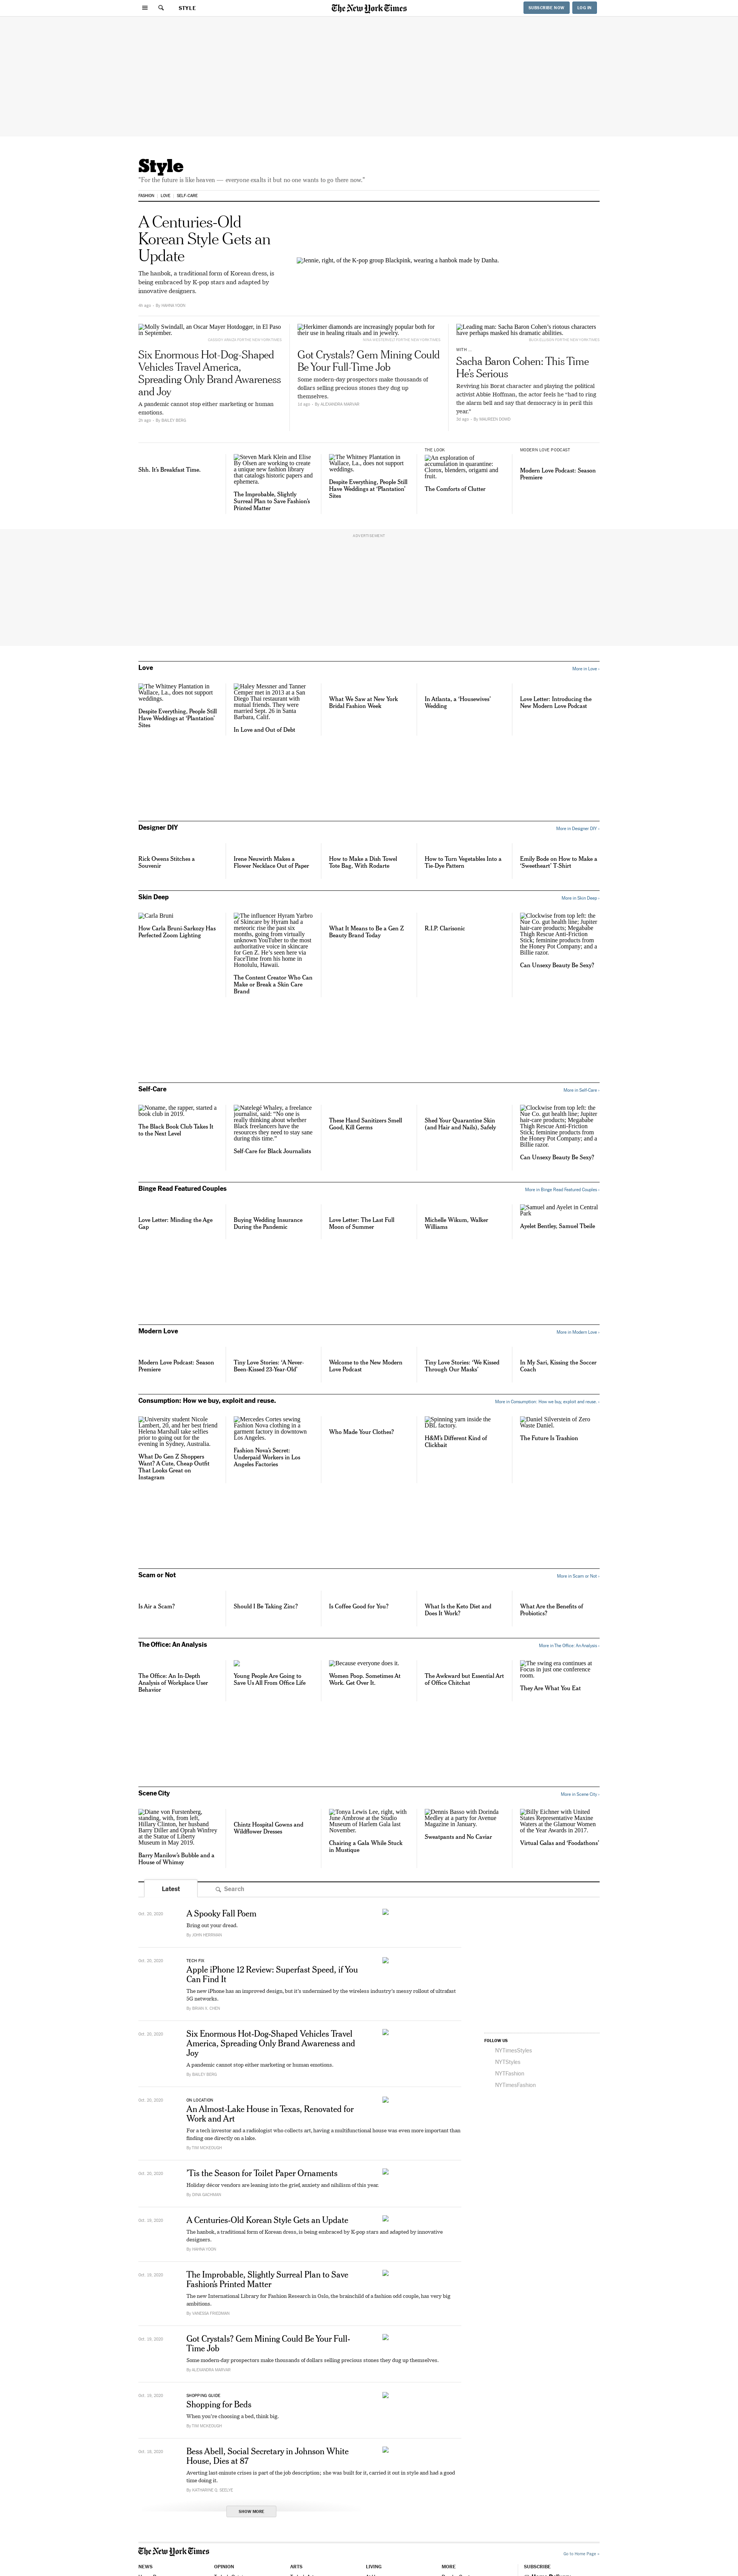 STYLE
The New York Times
SUBSCRIBE NOW
LOG IN
Style
"For the future is like heaven — everyone exalts it but no one wants to go there now."
FASHION
LOVE
SELF-CARE
A Centuries-Old
Korean Style Gets an
Update
The hanbok, a traditional form of Korean dress, is
being embraced by K-pop stars and adapted by
innovative designers.
By HAHNA YOON
Jennie, right, of the K-pop group Blackpink, wearing a hanbok made by Danha.
Molly Swindall, an Oscar Mayer Hotdogger, in El Paso
in September.
Six Enormous Hot-Dog-Shaped
Vehicles Travel America,
Spreading Only Brand Awareness
and Joy
A pandemic cannot stop either marketing or human
emotions.
2h ago – By BAILEY BERG
Herkimer diamonds are increasingly popular both for
their use in healing rituals and in jewelry.
Got Crystals? Gem Mining Could
Be Your Full-Time Job
Some modern-day prospectors make thousands of
dollars selling precious stones they dug up
themselves.
By ALEXANDRA MARVAR
Leading man: Sacha Baron Cohen's riotous characters
have perhaps masked his dramatic abilities.
WITH ...
Sacha Baron Cohen: This Time
He's Serious
Reviving his Borat character and playing the political
activist Abbie Hoffman, the actor feels he "had to ring
the alarm bell and say that democracy is in peril this
year."
By MAUREEN DOWD
Shh. It's Breakfast Time.
Steven Mark Klein and Elise
By Olsen are working to create
a unique new fashion library
that catalogs historic papers and
ephemera.
The Improbable, Slightly
Surreal Plan to Save Fashion's
Printed Matter
The Whitney Plantation in
Wallace, La., does not support
weddings.
Despite Everything, People Still
Have Weddings at 'Plantation'
Sites
THE LOOK
An exploration of
accumulation in quarantine:
Clorox, blenders, origami and
fruit.
The Comforts of Clutter
MODERN LOVE PODCAST
Modern Love Podcast: Season
Premiere
ADVERTISEMENT
Love
More in Love ›
The Whitney Plantation in
Wallace, La., does not support
weddings.
Despite Everything, People Still
Have Weddings at 'Plantation'
Sites
Haley Messner and Tanner
Cemper met in 2013 at a San
Diego Thai restaurant with
mutual friends. They were
married Sept. 26 in Santa
Barbara, Calif.
In Love and Out of Debt
What We Saw at New York
Bridal Fashion Week
In Atlanta, a 'Housewives'
Wedding
Love Letter: Introducing the
New Modern Love Podcast
Designer DIY
More in Designer DIY ›
Rick Owens Stitches a
Souvenir
Irene Neuwirth Makes a
Flower Necklace Out of Paper
How to Make a Dish Towel
Tote Bag, With Rodarte
How to Turn Vegetables Into a
Tie-Dye Pattern
Emily Bode on How to Make a
'Sweetheart' T-Shirt
Skin Deep
More in Skin Deep ›
Carla Bruni
How Carla Bruni-Sarkozy Has
Perfected Zoom Lighting
The influencer Hyram Yarbro
of Skincare by Hyram had a
meteoric rise the past six
months, going from virtually
unknown YouTuber to the most
authoritative voice in skincare
for Gen Z. He's seen here via
FaceTime from his home in
Honolulu, Hawaii.
The Content Creator Who Can
Make or Break a Skin Care
Brand
What It Means to Be a Gen Z
Beauty Brand Today
R.I.P. Clarisonic
Clockwise from top left: the
Nue Co. gut health line; Jupiter
hair-care products; Megababe
Thigh Rescue Anti-Friction
Stick; feminine products from
the Honey Pot Company; and a
Billie razor.
Can Unsexy Beauty Be Sexy?
Self-Care
More in Self-Care ›
Noname, the rapper, started a
book club in 2019.
The Black Book Club Takes It
to the Next Level
Natelegé Whaley, a freelance
journalist, said: "No one is
really thinking about whether
Black freelancers have the
resources they need to stay sane
during this time."
Self-Care for Black Journalists
These Hand Sanitizers Smell
Good, Kill Germs
Shed Your Quarantine Skin
(and Hair and Nails), Safely
Clockwise from top left: the
Nue Co. gut health line; Jupiter
hair-care products; Megababe
Thigh Rescue Anti-Friction
Stick; feminine products from
the Honey Pot Company; and a
Billie razor.
Can Unsexy Beauty Be Sexy?
Binge Read Featured Couples
More in Binge Read Featured Couples ›
Love Letter: Minding the Age
Gap
Buying Wedding Insurance
During the Pandemic
Love Letter: The Last Full
Moon of Summer
Michelle Wikum, Walker
Williams
Samuel and Ayelet in Central
Park
Ayelet Bentley, Samuel Theile
Modern Love
More in Modern Love ›
Modern Love Podcast: Season
Premiere
Tiny Love Stories: 'A Never-
Been-Kissed 23-Year-Old'
Welcome to the New Modern
Love Podcast
Tiny Love Stories: 'We Kissed
Through Our Masks'
In My Sari, Kissing the Soccer
Coach
Consumption: How we buy, exploit and reuse.
More in Consumption: How we buy, exploit and reuse. ›
University student Nicole
Lambert, 20, and her best friend
Helena Marshall take selfies
prior to going out for the
evening in Sydney, Australia.
What Do Gen Z Shoppers
Want? A Cute, Cheap Outfit
That Looks Great on
Instagram
Mercedes Cortes sewing
Fashion Nova clothing in a
garment factory in downtown
Los Angeles.
Fashion Nova's Secret:
Underpaid Workers in Los
Angeles Factories
Who Made Your Clothes?
Spinning yarn inside the
DBL factory.
H&M's Different Kind of
Clickbait
Daniel Silverstein of Zero
Waste Daniel.
The Future Is Trashion
Scam or Not
More in Scam or Not ›
Is Air a Scam?
Should I Be Taking Zinc?
Is Coffee Good for You?
What Is the Keto Diet and
Does It Work?
What Are the Benefits of
Probiotics?
The Office: An Analysis
More in The Office: An Analysis ›
The Office: An In-Depth
Analysis of Workplace User
Behavior
Young People Are Going to
Save Us All From Office Life
Because everyone does it.
Women Poop. Sometimes At
Work. Get Over It.
The Awkward but Essential Art
of Office Chitchat
The swing era continues at
Focus in just one conference
room.
They Are What You Eat
Scene City
More in Scene City ›
Diane von Furstenberg,
standing, with, from left,
Hillary Clinton, her husband
Barry Diller and Oprah Winfrey
at the Statue of Liberty
Museum in May 2019.
Barry Manilow's Bubble and a
House of Whimsy
Chintz Hospital Gowns and
Wildflower Dresses
Tonya Lewis Lee, right, with
June Ambrose at the Studio
Museum of Harlem Gala last
November.
Chairing a Gala While Stuck
in Mustique
Dennis Basso with Dorinda
Medley at a party for Avenue
Magazine in January.
Sweatpants and No Caviar
Billy Eichner with United
States Representative Maxine
Waters at the Glamour Women
of the Year Awards in 2017.
Virtual Galas and 'Foodathons'
Latest
Search
Oct. 20, 2020
A Spooky Fall Poem
Bring out your dread.
By JOHN KENNEY
Oct. 20, 2020
TECH FIX
Apple iPhone 12 Review: Superfast Speed, if You
Can Find It
The new iPhone has an improved design, but it's undermined by the wireless industry's messy rollout of ultrafast
5G networks.
By BRIAN X. CHEN
Oct. 20, 2020
Six Enormous Hot-Dog-Shaped Vehicles Travel
America, Spreading Only Brand Awareness and
Joy
A pandemic cannot stop either marketing or human emotions.
By BAILEY BERG
Oct. 20, 2020
ON LOCATION
An Almost-Lake House in Texas, Renovated for
Work and Art
For a tech investor and a radiologist who collects art, having a multifunctional house was even more important than
finding one directly on a lake.
By TIM MCKEOUGH
Oct. 20, 2020
'Tis the Season for Toilet Paper Ornaments
Holiday décor vendors are leaning into the grief, anxiety and nihilism of this year.
By DINA GACHMAN
Oct. 19, 2020
A Centuries-Old Korean Style Gets an Update
The hanbok, a traditional form of Korean dress, is being embraced by K-pop stars and adapted by innovative
designers.
By HAHNA YOON
Oct. 19, 2020
The Improbable, Slightly Surreal Plan to Save
Fashion's Printed Matter
The new International Library for Fashion Research in Oslo, the brainchild of a fashion odd couple, has very big
ambitions.
By VANESSA FRIEDMAN
Oct. 19, 2020
Got Crystals? Gem Mining Could Be Your Full-
Time Job
Some modern-day prospectors make thousands of dollars selling precious stones they dug up themselves.
By ALEXANDRA MARVAR
Oct. 19, 2020
SHOPPING GUIDE
Shopping for Beds
When you're choosing a bed, think big.
By TIM MCKEOUGH
Oct. 18, 2020
Bess Abell, Social Secretary in Johnson White
House, Dies at 87
Averting last-minute crises is part of the job description; she was built for it, carried it out in style and had a good
time doing it.
By KATHARINE Q. SEELYE
SHOW MORE
FOLLOW US
NYTimesStyles
NYTStyles
NYTFashion
NYTimesFashion
The New York Times
Go to Home Page »
NEWS
OPINION
ARTS
LIVING
MORE
SUBSCRIBE